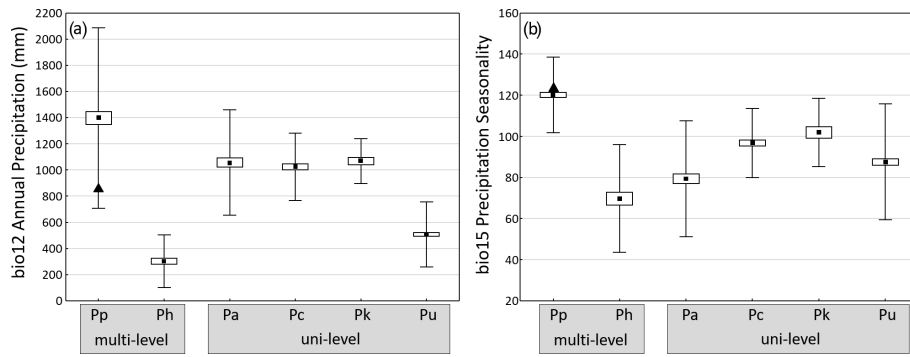 (a)
bio12 Annual Precipitation (mm)
2200
2000
1800
1600
1400
1200
1000
800
600
400
200
0
Pp Ph Pa Pc Pk Pu
multi-level uni-level
(b)
bio15 Precipitation Seasonality
160
140
120
100
80
60
40
20
Pp Ph Pa Pc Pk Pu
multi-level uni-level